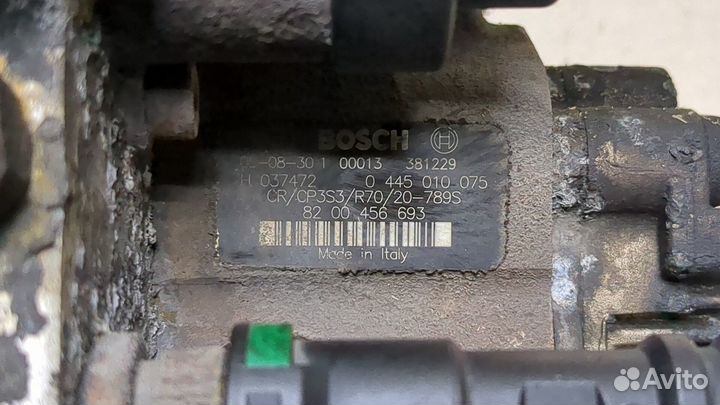 BOSCH
05-08-30 1 00013 381229
H 037472 0 445 010 075
CR/CP3S3/R70/20-789S
82 00 456 693
Made in Italy
Avito